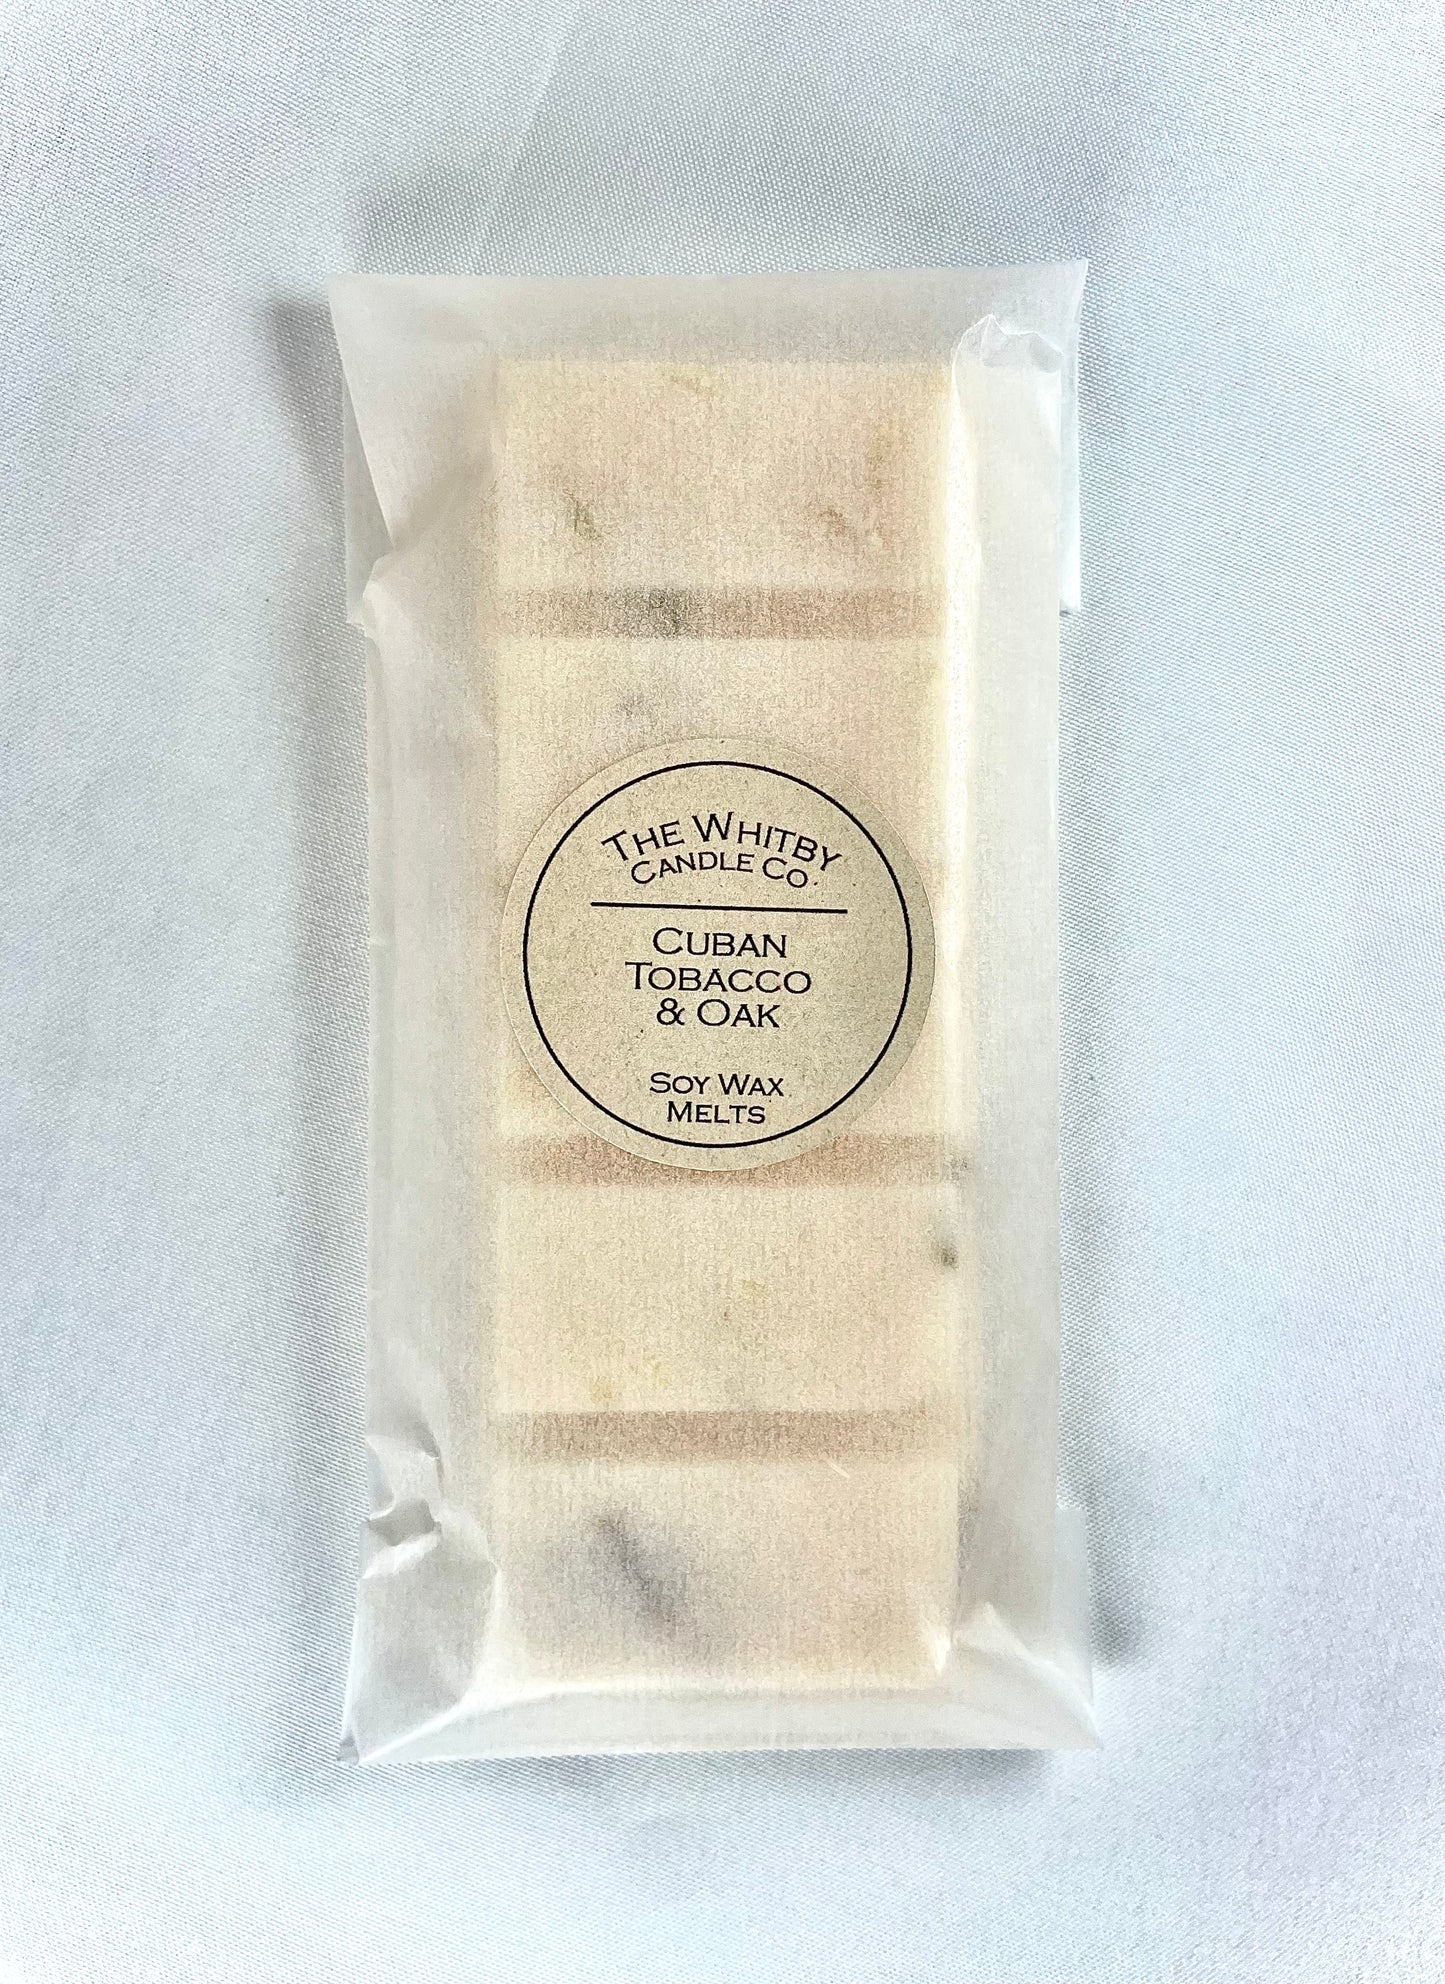 The Whitby
Candle Co.
Cuban
Tobacco
& Oak
Soy Wax
Melts